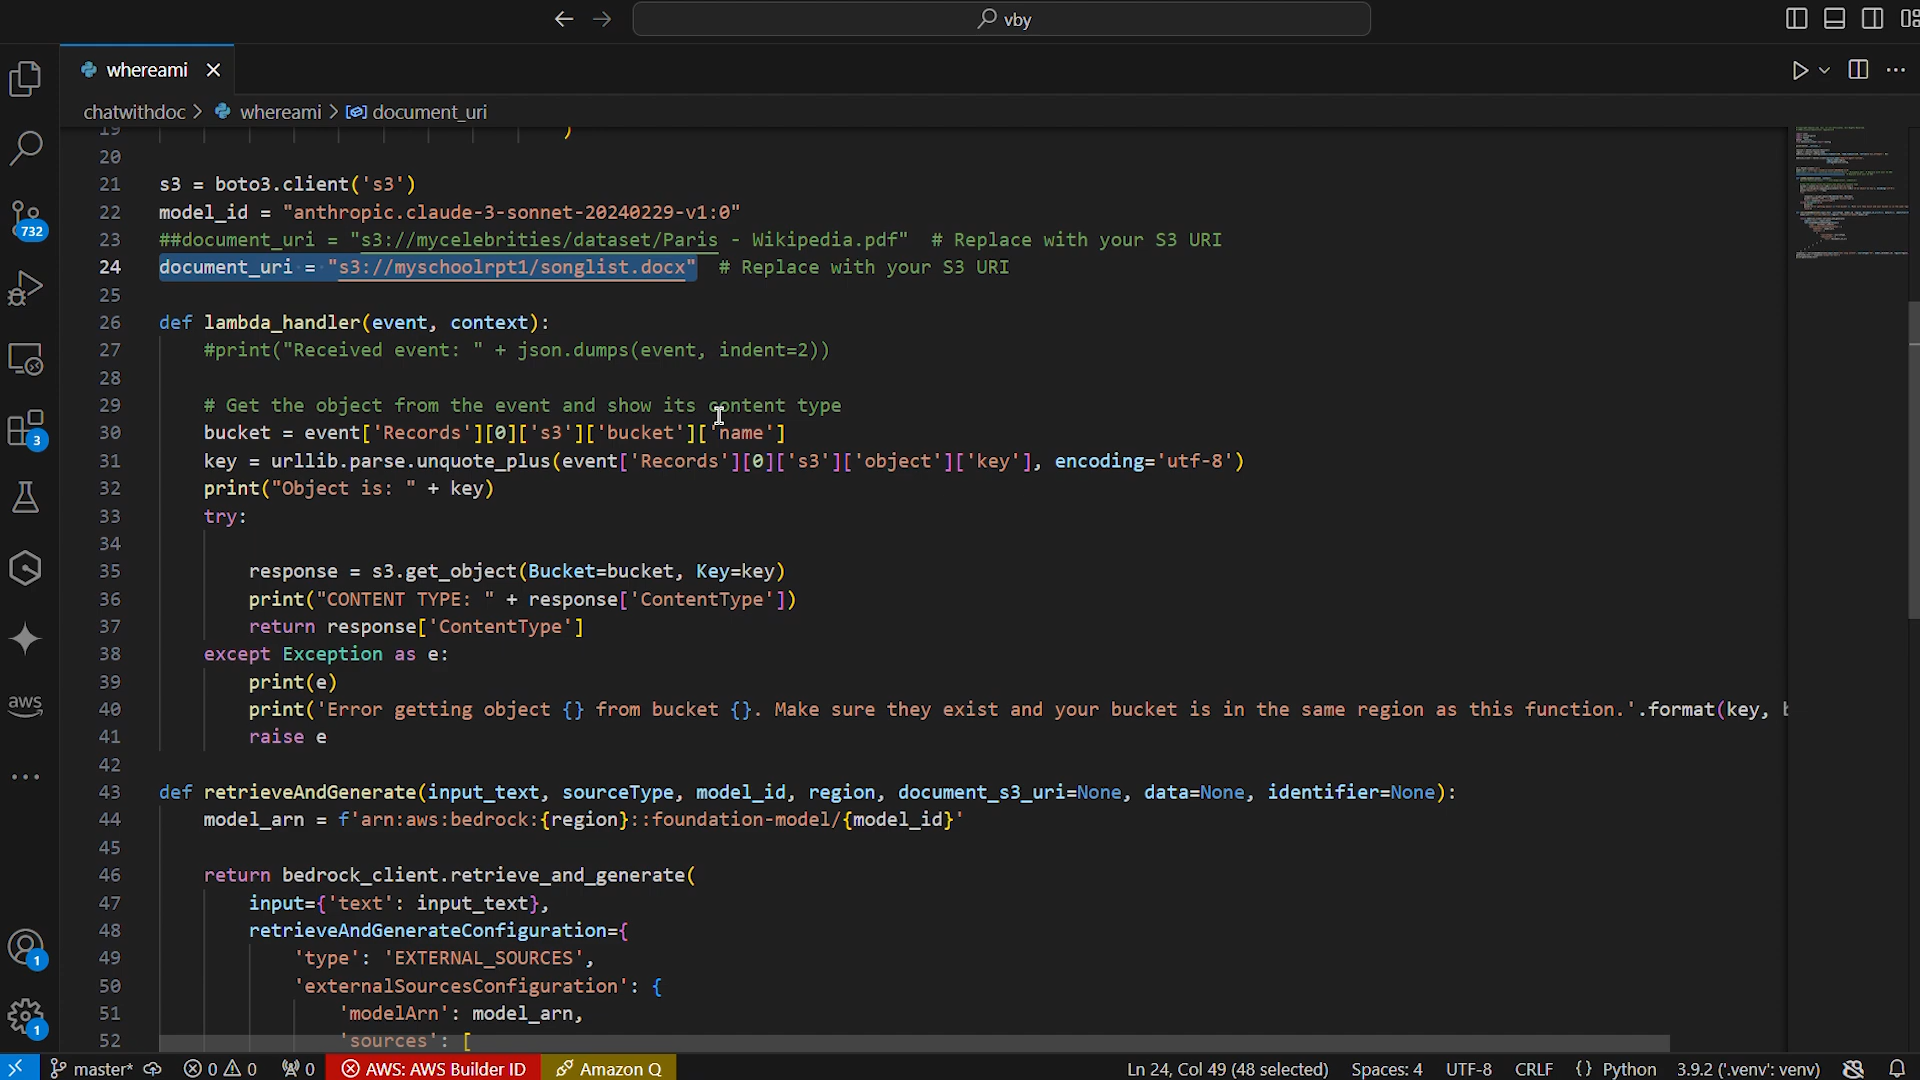 vby
whereami
chatwithdoc > whereami > document_uri
19 )
20
21 s3 = boto3.client('s3')
22 model_id = "anthropic.claude-3-sonnet-20240229-v1:0"
23 ##document_uri = "s3://mycelebrities/dataset/Paris - Wikipedia.pdf" # Replace with your S3 URI
24 document_uri = "s3://myschoolrpt1/songlist.docx" # Replace with your S3 URI
25
26 def lambda_handler(event, context):
27 #print("Received event: " + json.dumps(event, indent=2))
28
29 # Get the object from the event and show its content type
30 bucket = event['Records'][0]['s3']['bucket']['name']
31 key = urllib.parse.unquote_plus(event['Records'][0]['s3']['object']['key'], encoding='utf-8')
32 print("Object is: " + key)
33 try:
34
35 response = s3.get_object(Bucket=bucket, Key=key)
36 print("CONTENT TYPE: " + response['ContentType'])
37 return response['ContentType']
38 except Exception as e:
39 print(e)
40 print('Error getting object {} from bucket {}. Make sure they exist and your bucket is in the same region as this function.'.format(key,
41 raise e
42
43 def retrieveAndGenerate(input_text, sourceType, model_id, region, document_s3_uri=None, data=None, identifier=None):
44 model_arn = f'arn:aws:bedrock:{region}::foundation-model/{model_id}'
45
46 return bedrock_client.retrieve_and_generate(
47 input={'text': input_text},
48 retrieveAndGenerateConfiguration={
49 'type': 'EXTERNAL_SOURCES',
50 'externalSourcesConfiguration': {
51 'modelArn': model_arn,
52 'sources': [
732
3
aws
1
1
master* 0 0 0 AWS: AWS Builder ID Amazon Q Ln 24, Col 49 (48 selected) Spaces: 4 UTF-8 CRLF {} Python 3.9.2 ('.venv': venv)